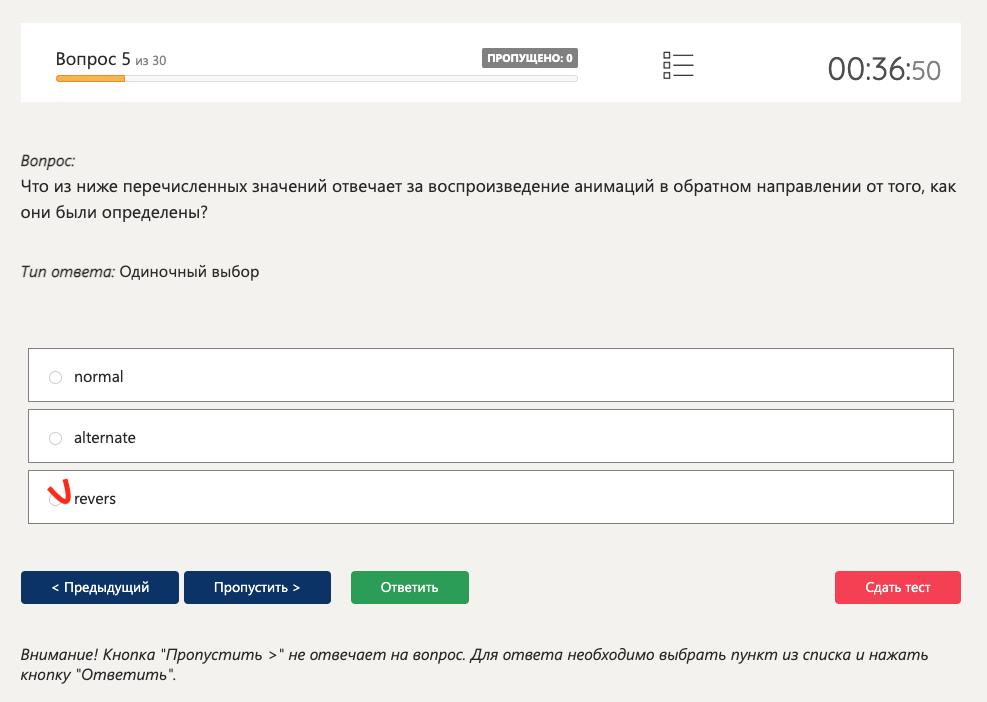 Вопрос 5 из 30
ПРОПУЩЕНО: 0
00:36:50
Вопрос:
Что из ниже перечисленных значений отвечает за воспроизведение анимаций в обратном направлении от того, как
они были определены?
Тип ответа: Одиночный выбор
normal
alternate
revers
< Предыдущий
Пропустить >
Ответить
Сдать тест
Внимание! Кнопка "Пропустить >" не отвечает на вопрос. Для ответа необходимо выбрать пункт из списка и нажать
кнопку "Ответить".